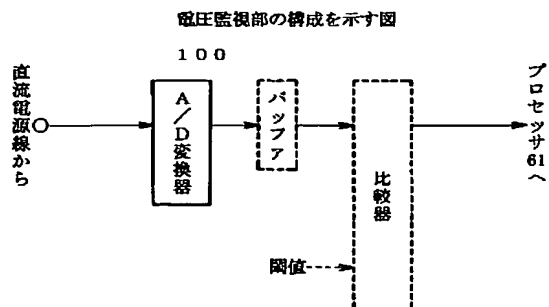 電圧監視部の構成を示す図
100
直流電源線から
A/D変換器
バッファ
比較器
プロセッサ61へ
閾値